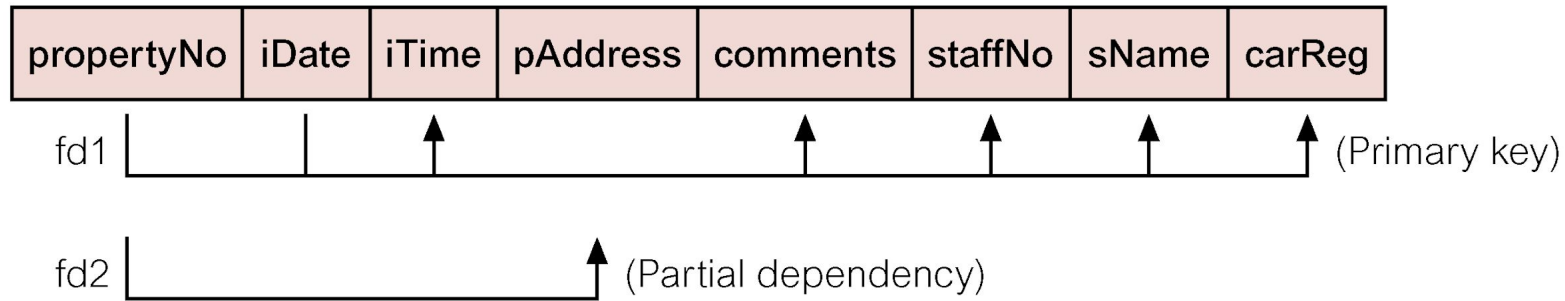 propertyNo iDate iTime pAddress comments staffNo sName carReg
fd1 (Primary key)
fd2 (Partial dependency)